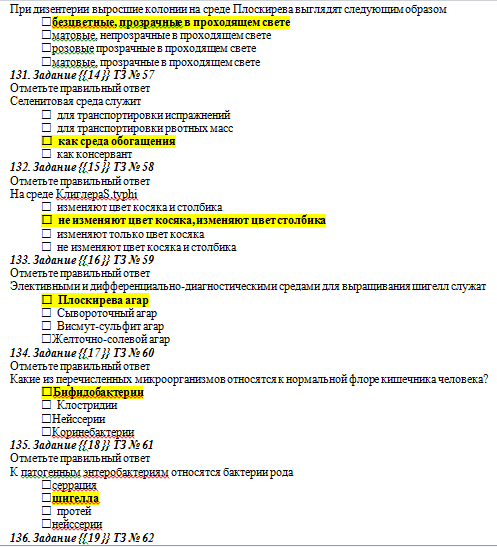 При дизентерии выросшие колонии на среде Плоскирева выглядят следующим образом
☐безцветные, прозрачные в проходящем свете
☐матовые, непрозрачные в проходящем свете
☐розовые прозрачные в проходящем свете
☐матовые, прозрачные в проходящем свете
131. Задание {{14}} ТЗ № 57
Отметьте правильный ответ
Селенитовая среда служит
☐ для транспортировки испражнений
☐ для транспортировки рвотных масс
☐ как среда обогащения
☐ как консервант
132. Задание {{15}} ТЗ № 58
Отметьте правильный ответ
На среде КлиглераS.typhi
☐ изменяют цвет косяка и столбика
☐ не изменяют цвет косяка, изменяют цвет столбика
☐ изменяют только цвет косяка
☐ не изменяют цвет косяка и столбика
133. Задание {{16}} ТЗ № 59
Отметьте правильный ответ
Элективными и дифференциально-диагностическими средами для выращивания шигелл служат
☐ Плоскирева агар
☐ Сывороточный агар
☐ Висмут-сульфит агар
☐Желточно-солевой агар
134. Задание {{17}} ТЗ № 60
Отметьте правильный ответ
Какие из перечисленных микроорганизмов относятся к нормальной флоре кишечника человека?
☐Бифидобактерии
☐ Клостридии
☐Нейссерии
☐Коринебактерии
135. Задание {{18}} ТЗ № 61
Отметьте правильный ответ
К патогенным энтеробактериям относятся бактерии рода
☐серрация
☐шигелла
☐ протей
☐нейссерии
136. Задание {{19}} ТЗ № 62